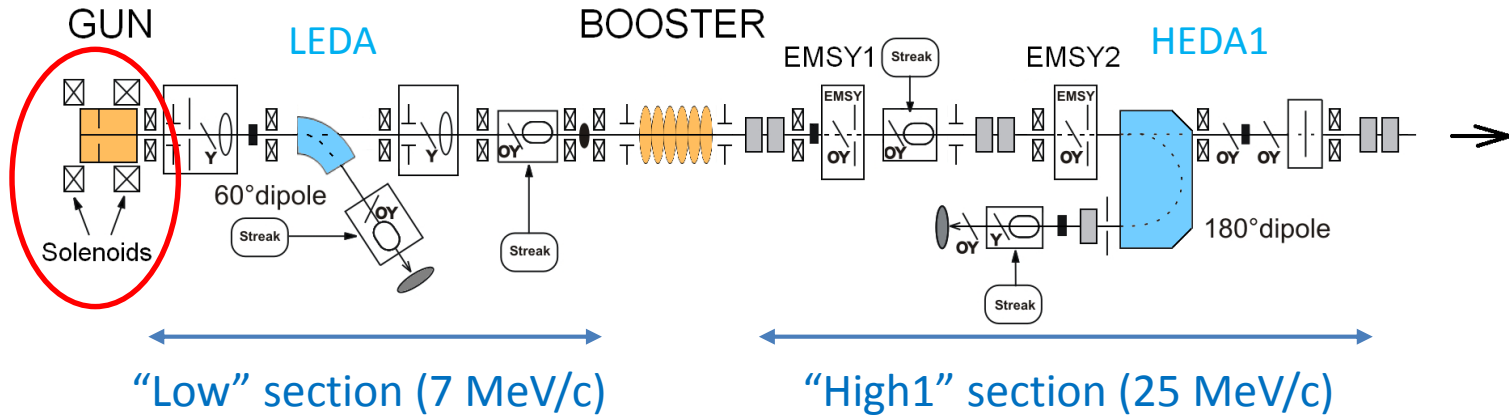 GUN
LEDA
BOOSTER
HEDA1
EMSY1
Streak
EMSY2
EMSY
EMSY
Y
Y
OY
OY
OY
OY
OY
OY
60°dipole
OY
Streak
Solenoids
Streak
OY
Y
180°dipole
Streak
“Low” section (7 MeV/c)
“High1” section (25 MeV/c)